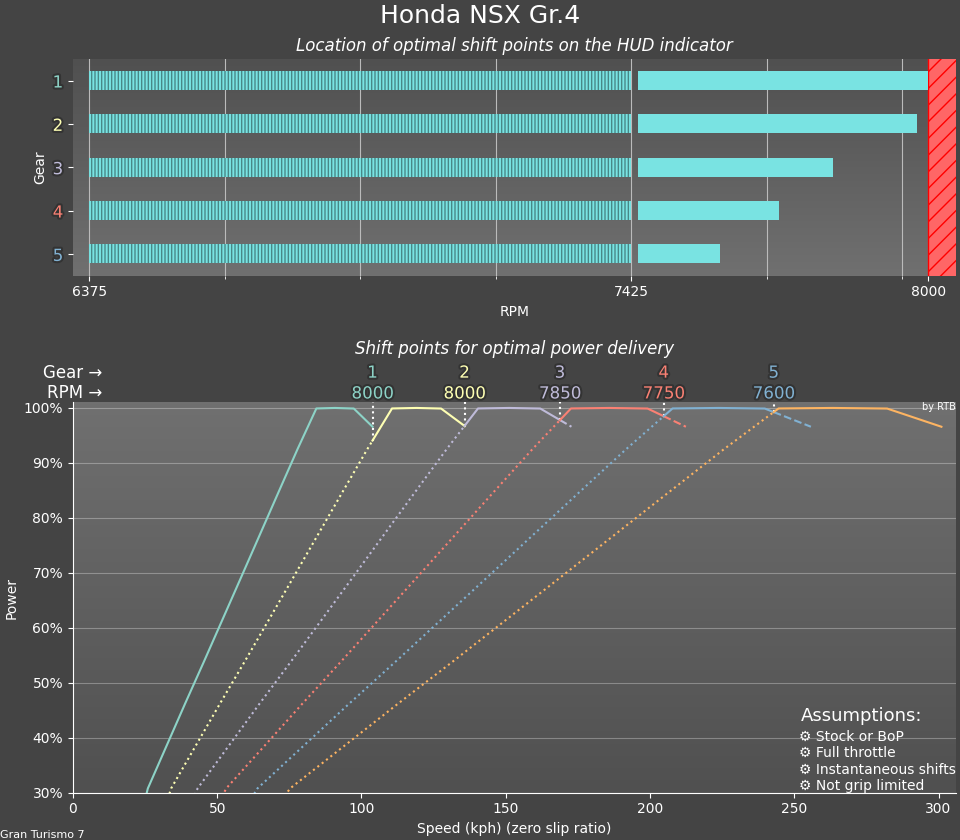 Honda NSX Gr.4
Location of optimal shift points on the HUD indicator
Gear
1
2
3
4
5
6375 7425 8000
RPM
Shift points for optimal power delivery
Gear → 1 2 3 4 5
RPM → 8000 8000 7850 7750 7600
by RTB
Power
100%
90%
80%
70%
60%
50%
40%
30%
Assumptions:
⚙ Stock or BoP
⚙ Full throttle
⚙ Instantaneous shifts
⚙ Not grip limited
0 50 100 150 200 250 300
Speed (kph) (zero slip ratio)
Gran Turismo 7